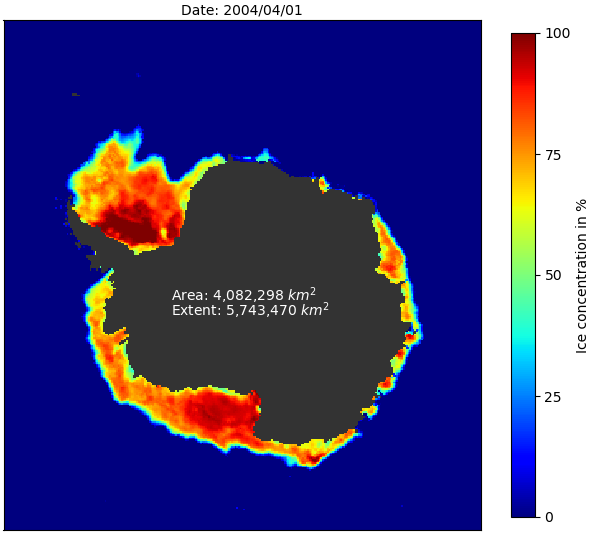 Date: 2004/04/01
100
75
50
25
0
Ice concentration in %
Area: 4,082,298 km²
Extent: 5,743,470 km²